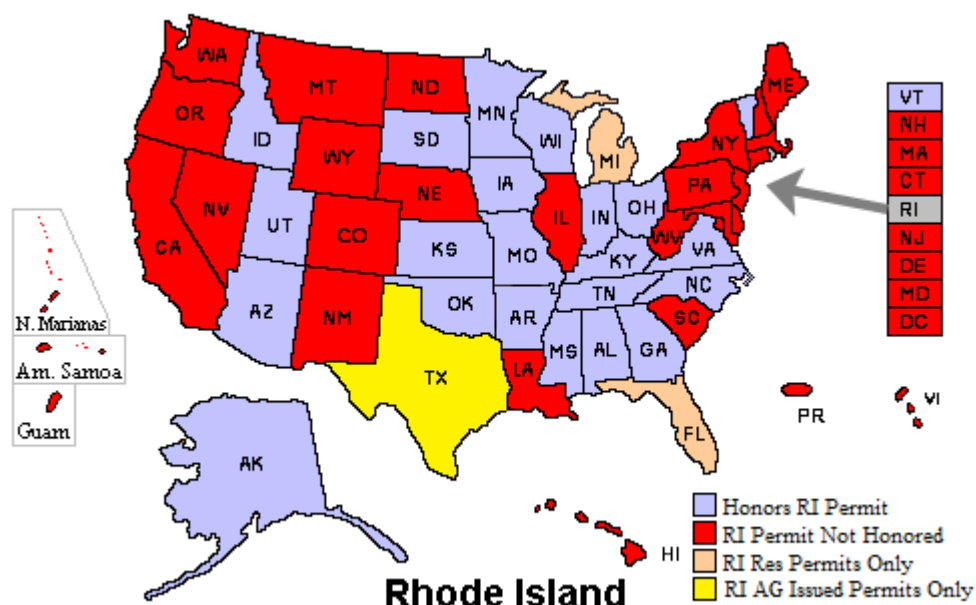 WA
MT
ND
MN
ME
VT
OR
ID
SD
WI
NY
NH
WY
MI
MA
NE
IA
PA
CT
NV
UT
IL
IN
OH
RI
CA
CO
KS
MO
WV
VA
NJ
KY
DE
AZ
NM
OK
TN
NC
MD
AR
SC
DC
N. Marianas
MS
AL
GA
Am. Samoa
TX
LA
Guam
PR
VI
FL
AK
HI
Honors RI Permit
RI Permit Not Honored
RI Res Permits Only
RI AG Issued Permits Only
Rhode Island